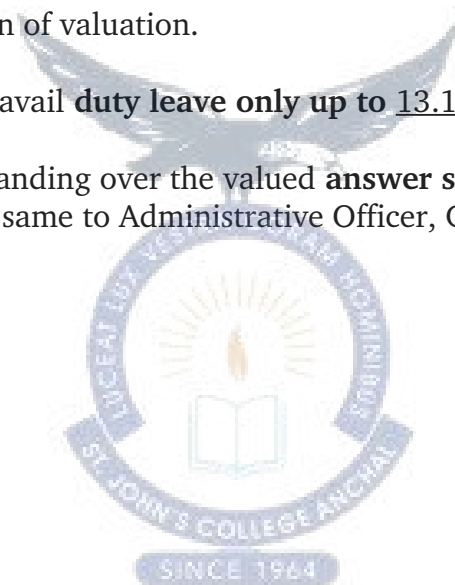 n of valuation.
avail duty leave only up to 13.1
anding over the valued answer s
same to Administrative Officer,
LUCEAT LUX VESTRA CORAM HOMINIBUS
ST. JOHN'S COLLEGE ANCHAL
SINCE 1964